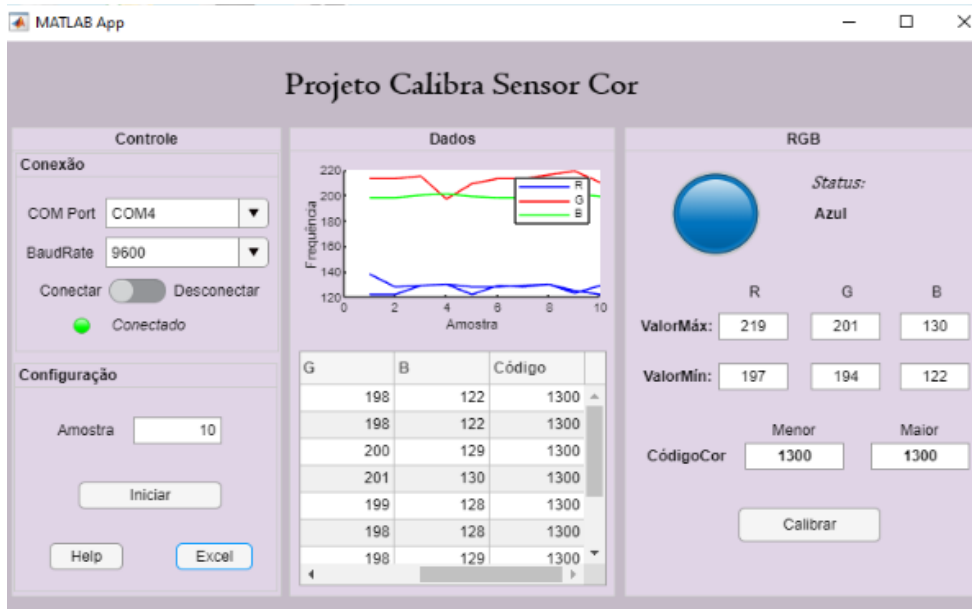 MATLAB App
Projeto Calibra Sensor Cor
Controle
Conexão
COM Port COM4
BaudRate 9600
Conectar Desconectar
Conectado
Configuração
Amostra 10
Iniciar
Help Excel
Dados
220
200
180
160
140
120
Frequência
0 2 4 6 8 10
Amostra
R
G
B
G B Código
198 122 1300
198 122 1300
200 129 1300
201 130 1300
199 128 1300
198 128 1300
198 129 1300
RGB
Status:
Azul
R G B
ValorMáx: 219 201 130
ValorMín: 197 194 122
Menor Maior
CódigoCor 1300 1300
Calibrar